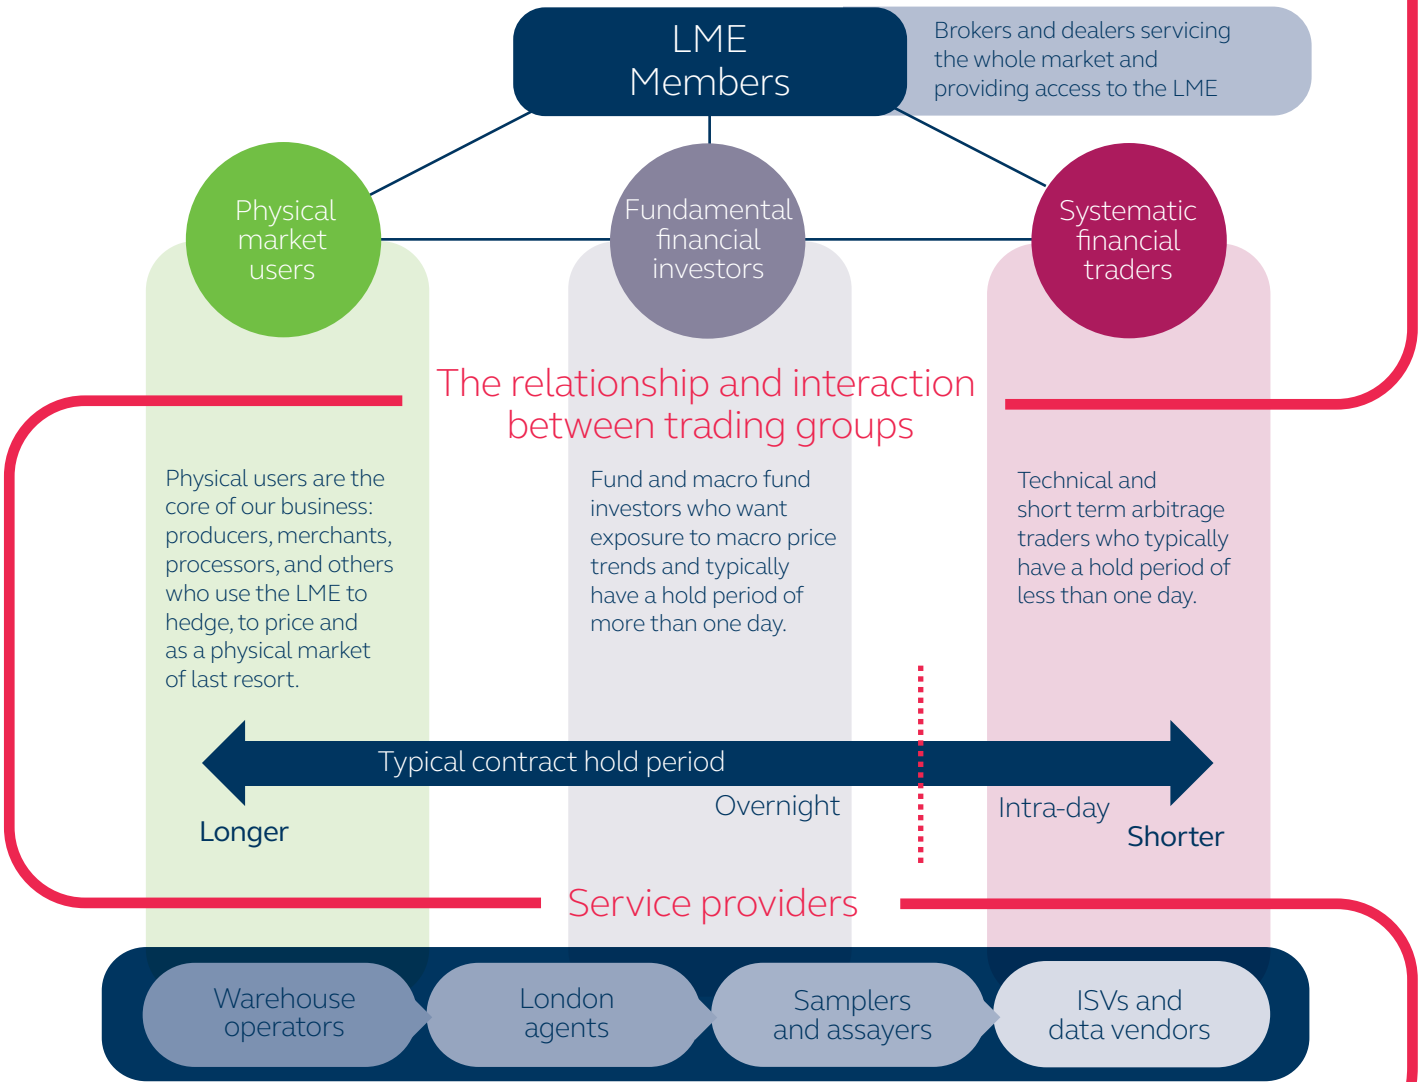 LME
Members
Brokers and dealers servicing
the whole market and
providing access to the LME
Physical
market
users
Fundamental
financial
investors
Systematic
financial
traders
The relationship and interaction
between trading groups
Physical users are the
core of our business:
producers, merchants,
processors, and others
who use the LME to
hedge, to price and
as a physical market
of last resort.
Fund and macro fund
investors who want
exposure to macro price
trends and typically
have a hold period of
more than one day.
Technical and
short term arbitrage
traders who typically
have a hold period of
less than one day.
Typical contract hold period
Overnight
Intra-day
Longer
Shorter
Service providers
Warehouse
operators
London
agents
Samplers
and assayers
ISVs and
data vendors